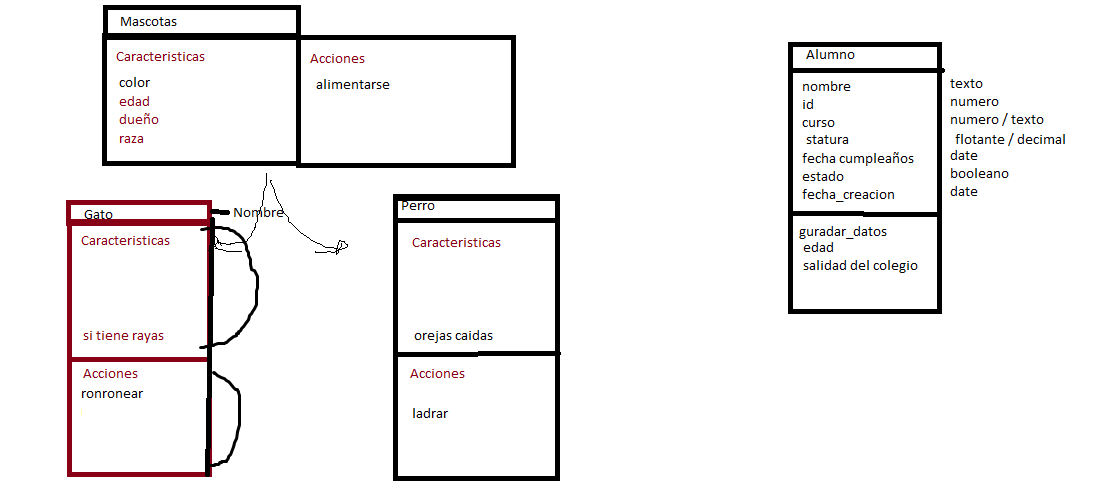 Mascotas
Caracteristicas
color
edad
dueño
raza
Acciones
alimentarse
Gato
Nombre
Caracteristicas
si tiene rayas
Acciones
ronronear
Perro
Caracteristicas
orejas caidas
Acciones
ladrar
Alumno
nombre texto
id numero
curso numero / texto
statura flotante / decimal
fecha cumpleaños date
estado booleano
fecha_creacion date
guradar_datos
edad
salidad del colegio